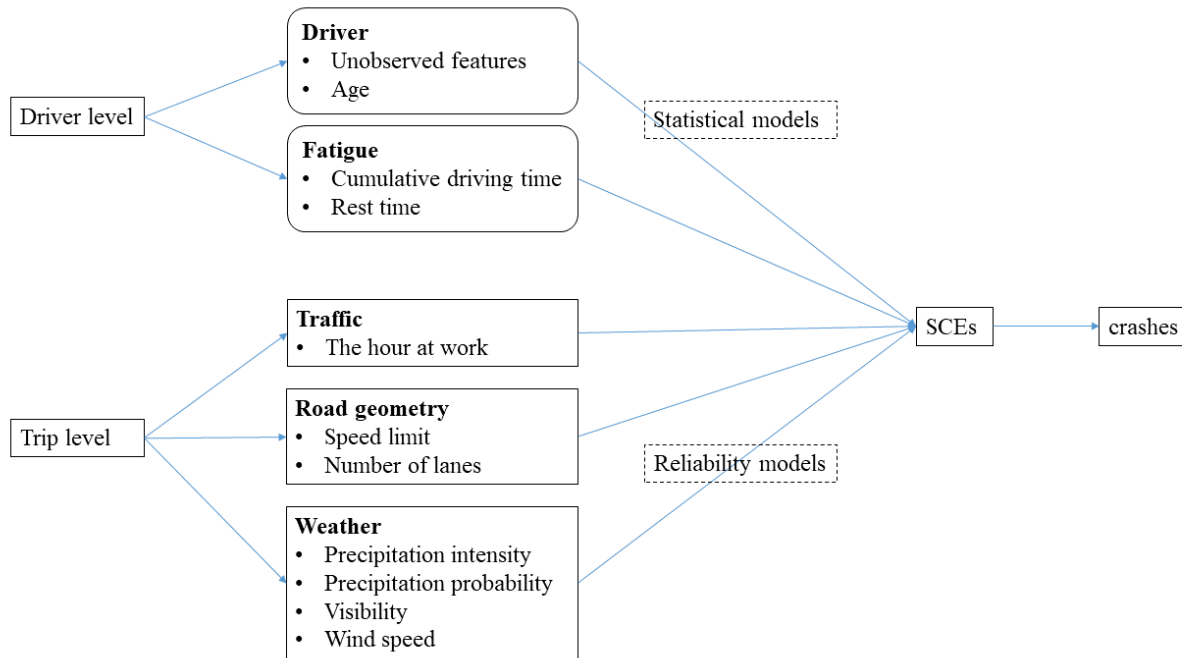 Driver level
Driver
• Unobserved features
• Age
Fatigue
• Cumulative driving time
• Rest time
Statistical models
Trip level
Traffic
• The hour at work
Road geometry
• Speed limit
• Number of lanes
Weather
• Precipitation intensity
• Precipitation probability
• Visibility
• Wind speed
Reliability models
SCEs
crashes